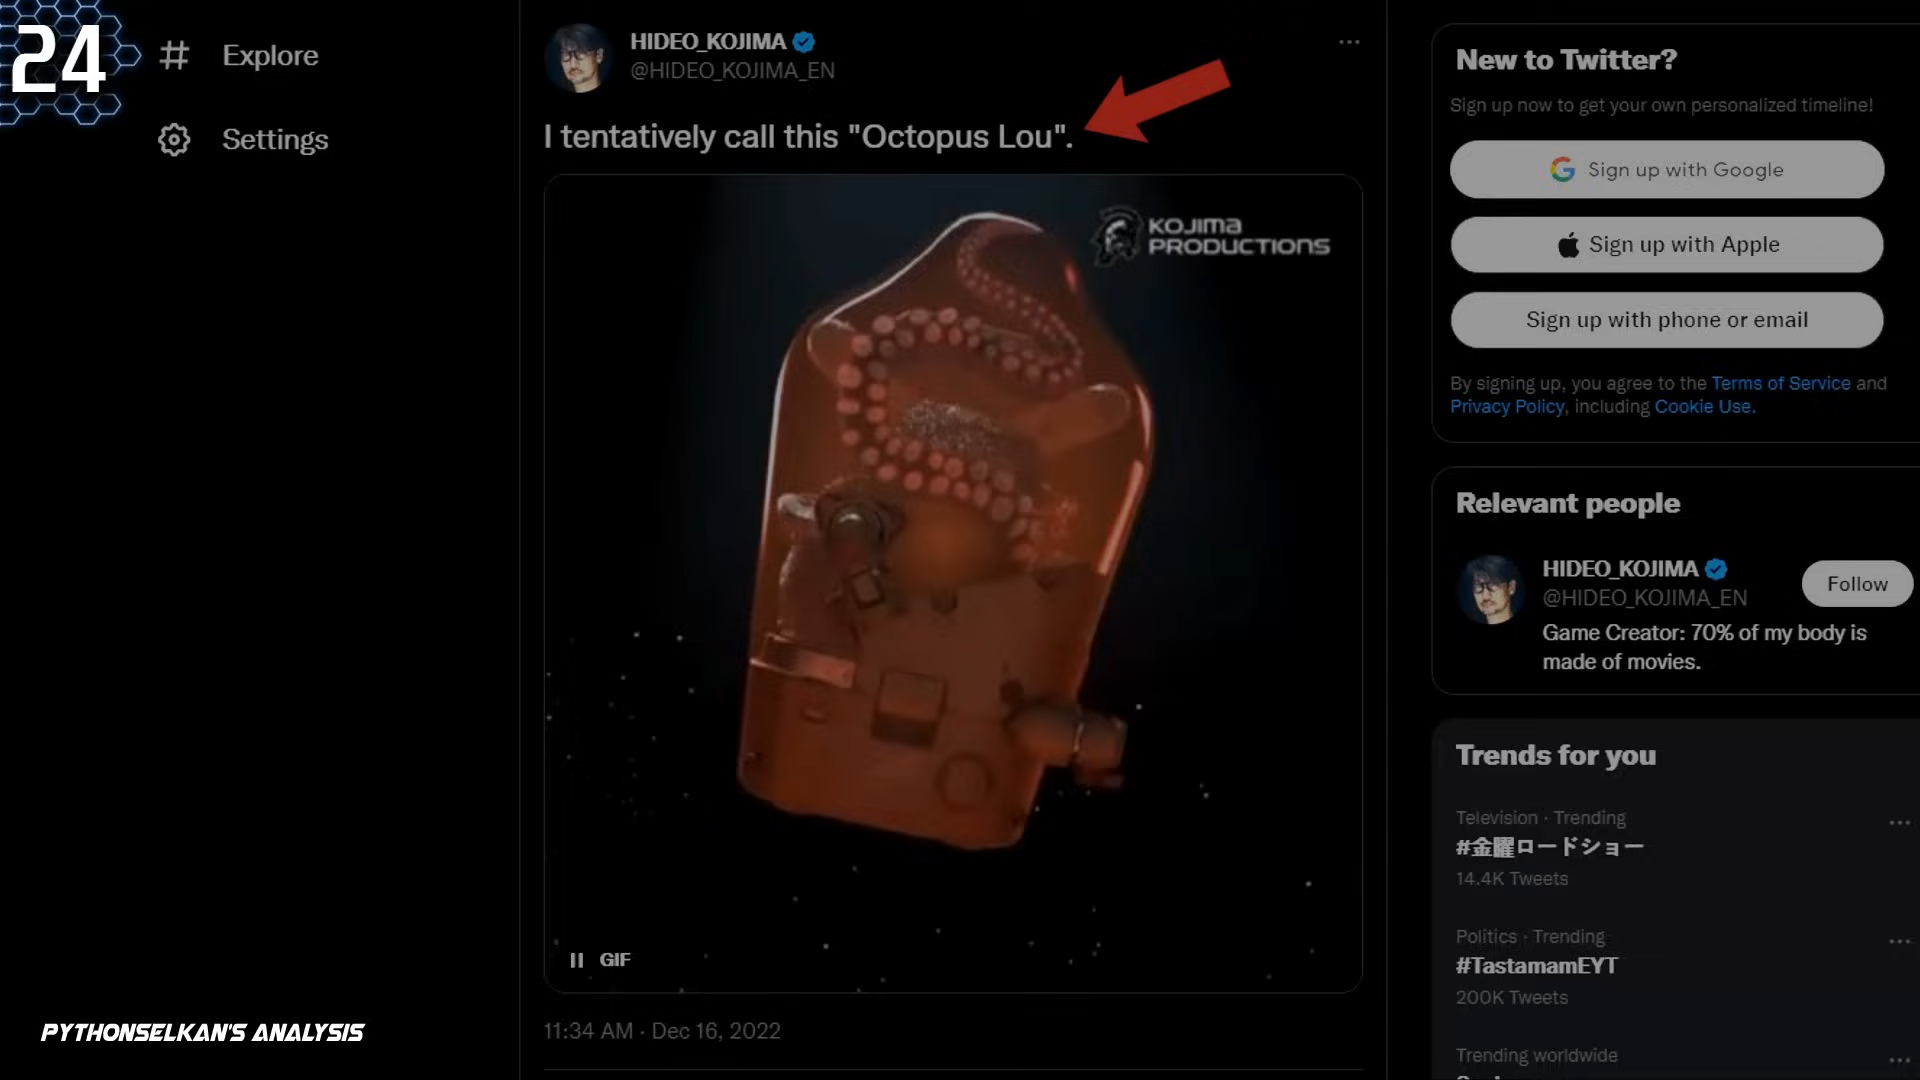 24
Explore
Settings
HIDEO_KOJIMA
@HIDEO_KOJIMA_EN
I tentatively call this "Octopus Lou".
KOJIMA
PRODUCTIONS
GIF
11:34 AM · Dec 16, 2022
PYTHONSELKAN'S ANALYSIS
New to Twitter?
Sign up now to get your own personalized timeline!
Sign up with Google
Sign up with Apple
Sign up with phone or email
By signing up, you agree to the Terms of Service and
Privacy Policy, including Cookie Use.
Relevant people
HIDEO_KOJIMA
@HIDEO_KOJIMA_EN
Follow
Game Creator: 70% of my body is
made of movies.
Trends for you
Television · Trending
#金曜ロードショー
14.4K Tweets
Politics · Trending
#TastamamEYT
200K Tweets
Trending worldwide